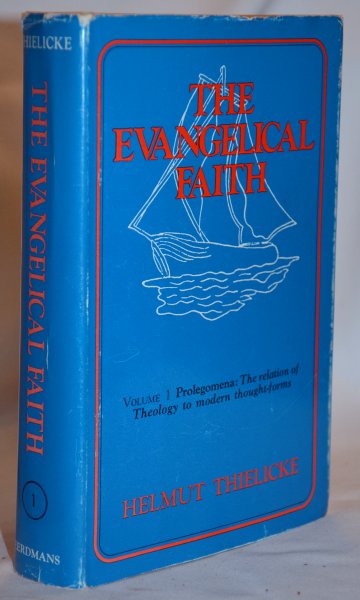 THIELICKE
THE EVANGELICAL FAITH
1
EERDMANS
THE
EVANGELICAL
FAITH
VOLUME 1 Prolegomena: The relation of
Theology to modern thought-forms
HELMUT THIELICKE